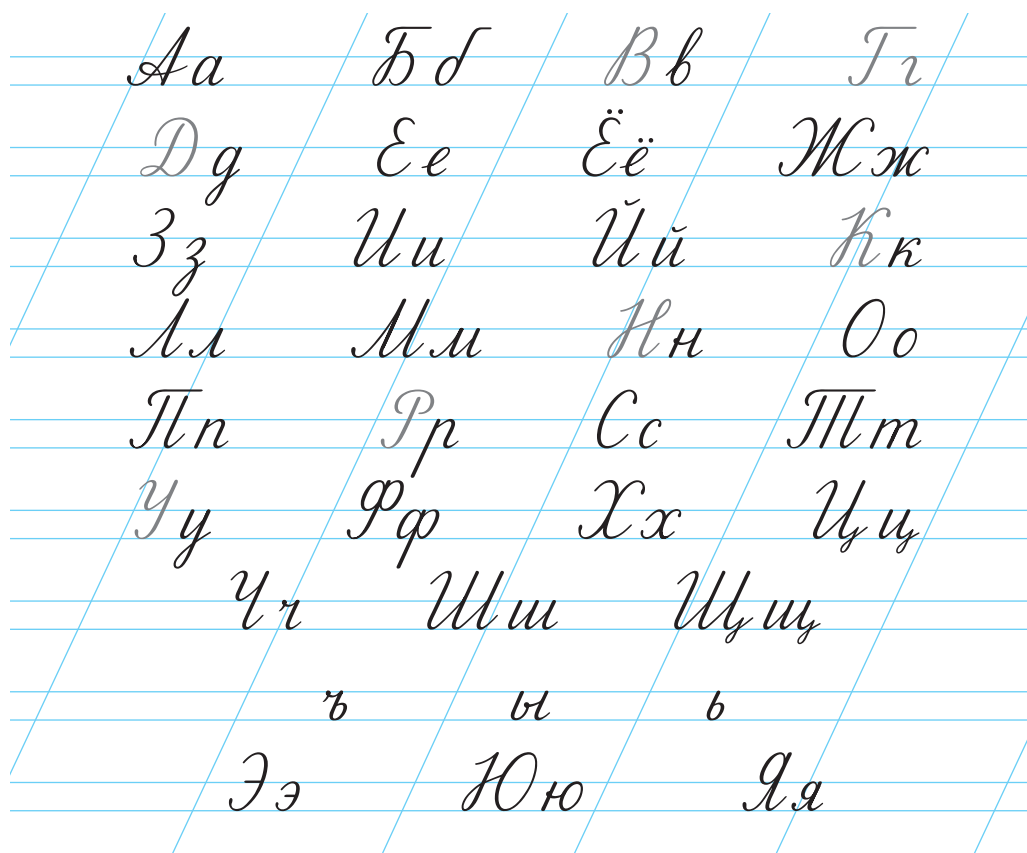 Аа Бб Вв Гг
Дд Ее Ёё Жж
Зз Ии Йй Кк
Лл Мм Нн Оо
Пп Рр Сс Тт
Уу Фф Хх Цц
Чч Шш Щщ
ъ ы ь
Ээ Юю Яя